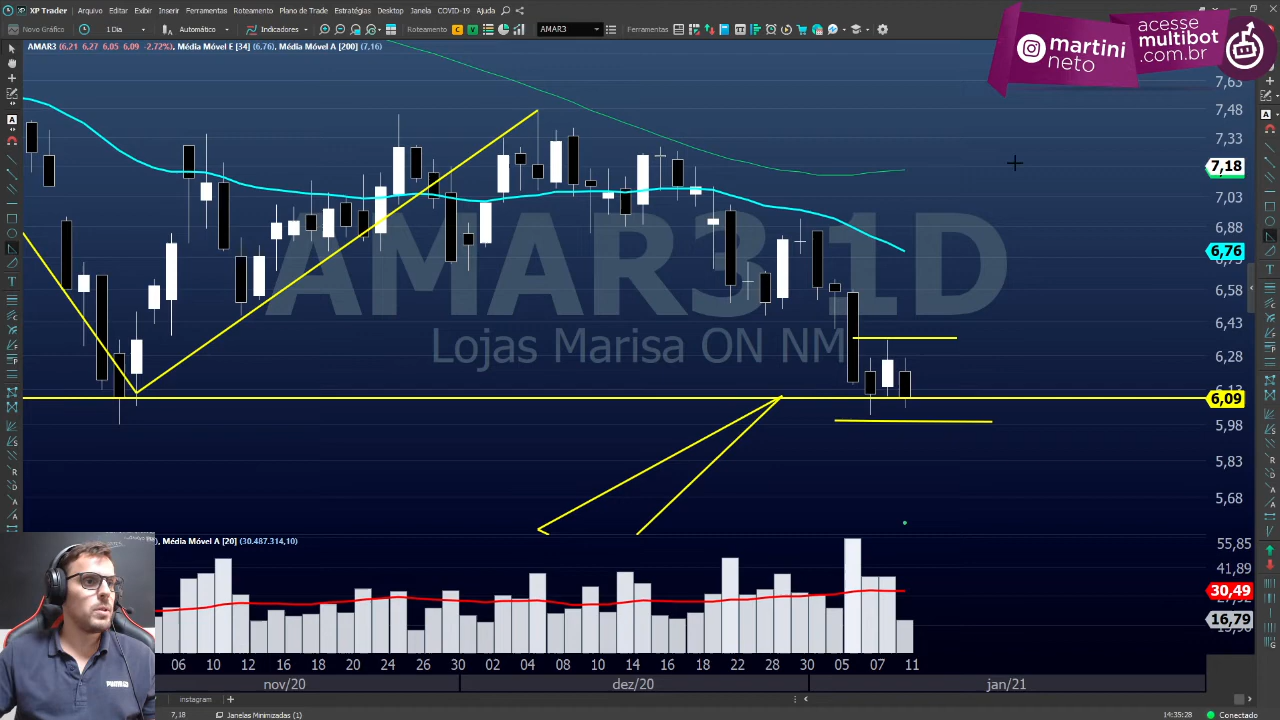 XP Trader Arquivo Editar Exibir Inserir Ferramentas Roteamento Plano de Trade Estratégias Desktop Janela COVID-19 Ajuda
Novo Gráfico 1 Dia Automático Indicadores Roteamento C V AMAR3 Ferramentas
AMAR3 (6.21 6.27 6.05 6.09 -2.72%), Média Móvel E [34] (6,76), Média Móvel A [200] (7,16)
martini
neto
acesse
multibot
.com.br
7,63
7,48
7,33
7,18
7,03
6,88
6,76
6,58
6,43
6,28
6,13
6,09
5,98
5,83
5,68
AMAR3 1D
Lojas Marisa ON NM
, Média Móvel A [20] (30.487.314,10)
55,85
41,89
30,49
16,79
06 10 12 16 18 20 24 26 30 02 04 08 10 14 16 18 22 28 30 05 07 11
nov/20 dez/20 jan/21
instagram
7,18 Janelas Minimizadas (1) 14:35:28 Conectado